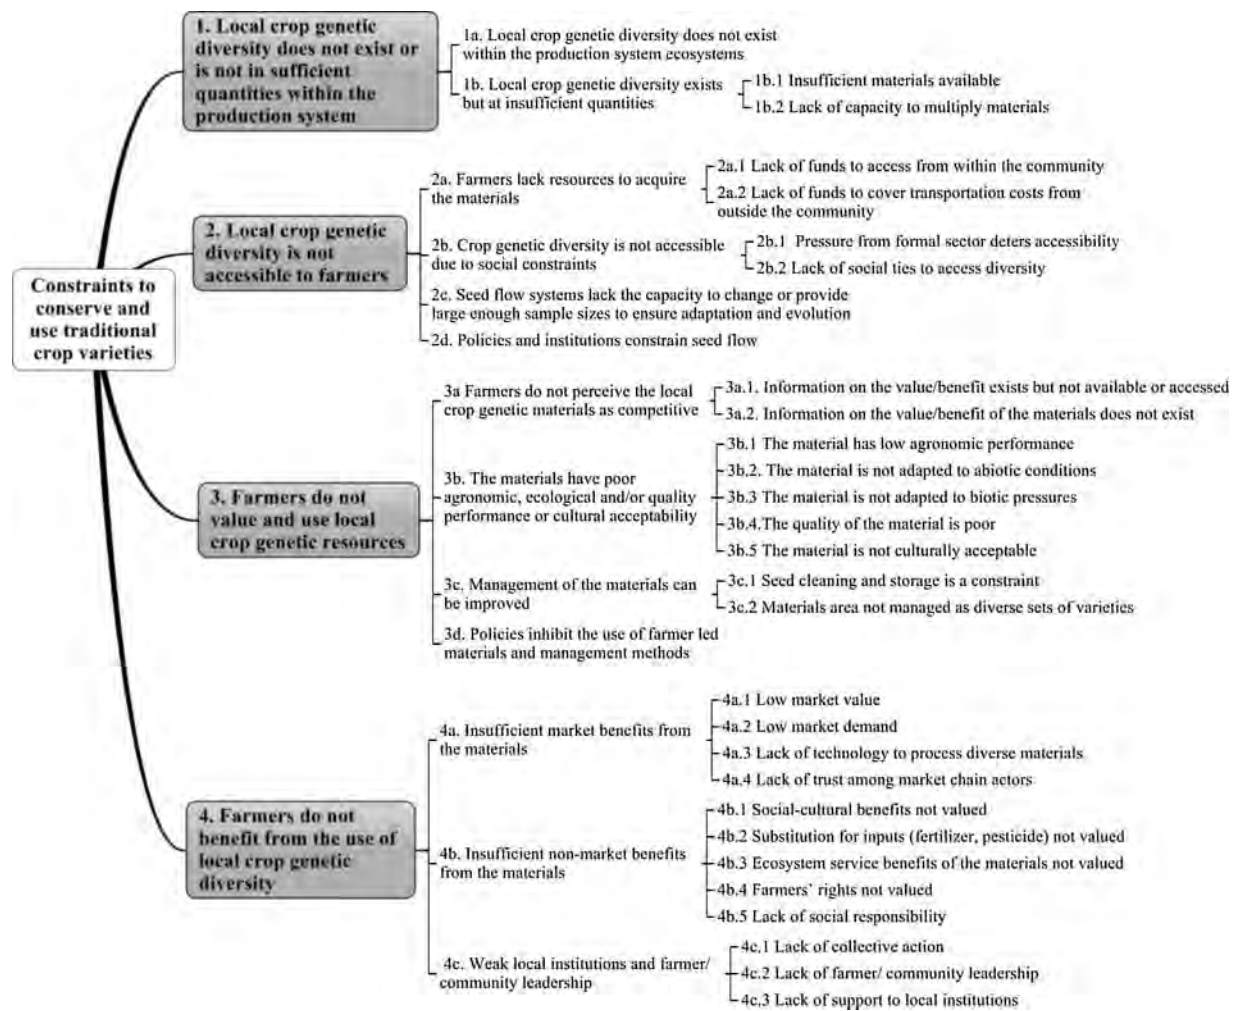 Constraints to
conserve and
use traditional
crop varieties
1. Local crop genetic
diversity does not exist or
is not in sufficient
quantities within the
production system
1a. Local crop genetic diversity does not exist
within the production system ecosystems
1b. Local crop genetic diversity exists
but at insufficient quantities
1b.1 Insufficient materials available
1b.2 Lack of capacity to multiply materials
2. Local crop genetic
diversity is not
accessible to farmers
2a. Farmers lack resources to acquire
the materials
2a.1 Lack of funds to access from within the community
2a.2 Lack of funds to cover transportation costs from
outside the community
2b. Crop genetic diversity is not accessible
due to social constraints
2b.1 Pressure from formal sector deters accessibility
2b.2 Lack of social ties to access diversity
2c. Seed flow systems lack the capacity to change or provide
large enough sample sizes to ensure adaptation and evolution
2d. Policies and institutions constrain seed flow
3. Farmers do not
value and use local
crop genetic resources
3a Farmers do not perceive the local
crop genetic materials as competitive
3a.1. Information on the value/benefit exists but not available or accessed
3a.2. Information on the value/benefit of the materials does not exist
3b. The materials have poor
agronomic, ecological and/or quality
performance or cultural acceptability
3b.1 The material has low agronomic performance
3b.2. The material is not adapted to abiotic conditions
3b.3 The material is not adapted to biotic pressures
3b.4.The quality of the material is poor
3b.5 The material is not culturally acceptable
3c. Management of the materials can
be improved
3c.1 Seed cleaning and storage is a constraint
3c.2 Materials area not managed as diverse sets of varieties
3d. Policies inhibit the use of farmer led
materials and management methods
4. Farmers do not
benefit from the use of
local crop genetic
diversity
4a. Insufficient market benefits from
the materials
4a.1 Low market value
4a.2 Low market demand
4a.3 Lack of technology to process diverse materials
4a.4 Lack of trust among market chain actors
4b. Insufficient non-market benefits
from the materials
4b.1 Social-cultural benefits not valued
4b.2 Substitution for inputs (fertilizer, pesticide) not valued
4b.3 Ecosystem service benefits of the materials not valued
4b.4 Farmers' rights not valued
4b.5 Lack of social responsibility
4c. Weak local institutions and farmer/
community leadership
4c.1 Lack of collective action
4c.2 Lack of farmer/ community leadership
4c.3 Lack of support to local institutions